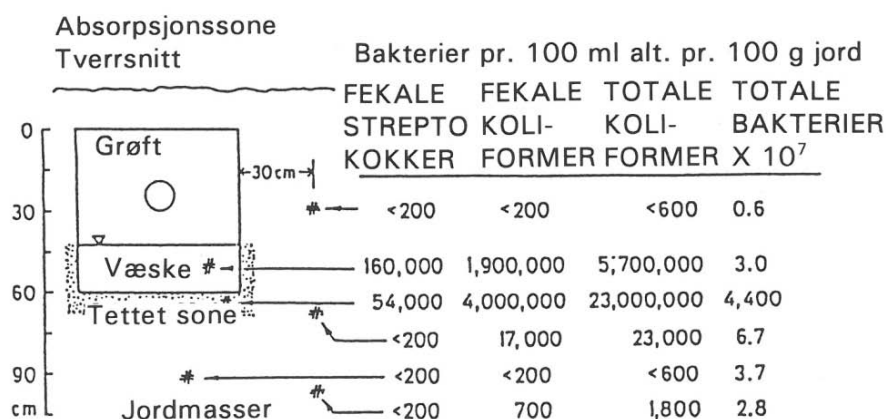 Absorpsjonssone
Tverrsnitt
Bakterier pr. 100 ml alt. pr. 100 g jord
FEKALE FEKALE TOTALE TOTALE
STREPTO KOLI- KOLI- BAKTERIER
KOKKER FORMER FORMER X 10⁷
0
Grøft
30cm
30
<200 <200 <600 0.6
Væske
160,000 1,900,000 5,700,000 3.0
60
54,000 4,000,000 23,000,000 4,400
Tettet sone
<200 17,000 23,000 6.7
90
<200 <200 <600 3.7
cm
Jordmasser
<200 700 1,800 2.8